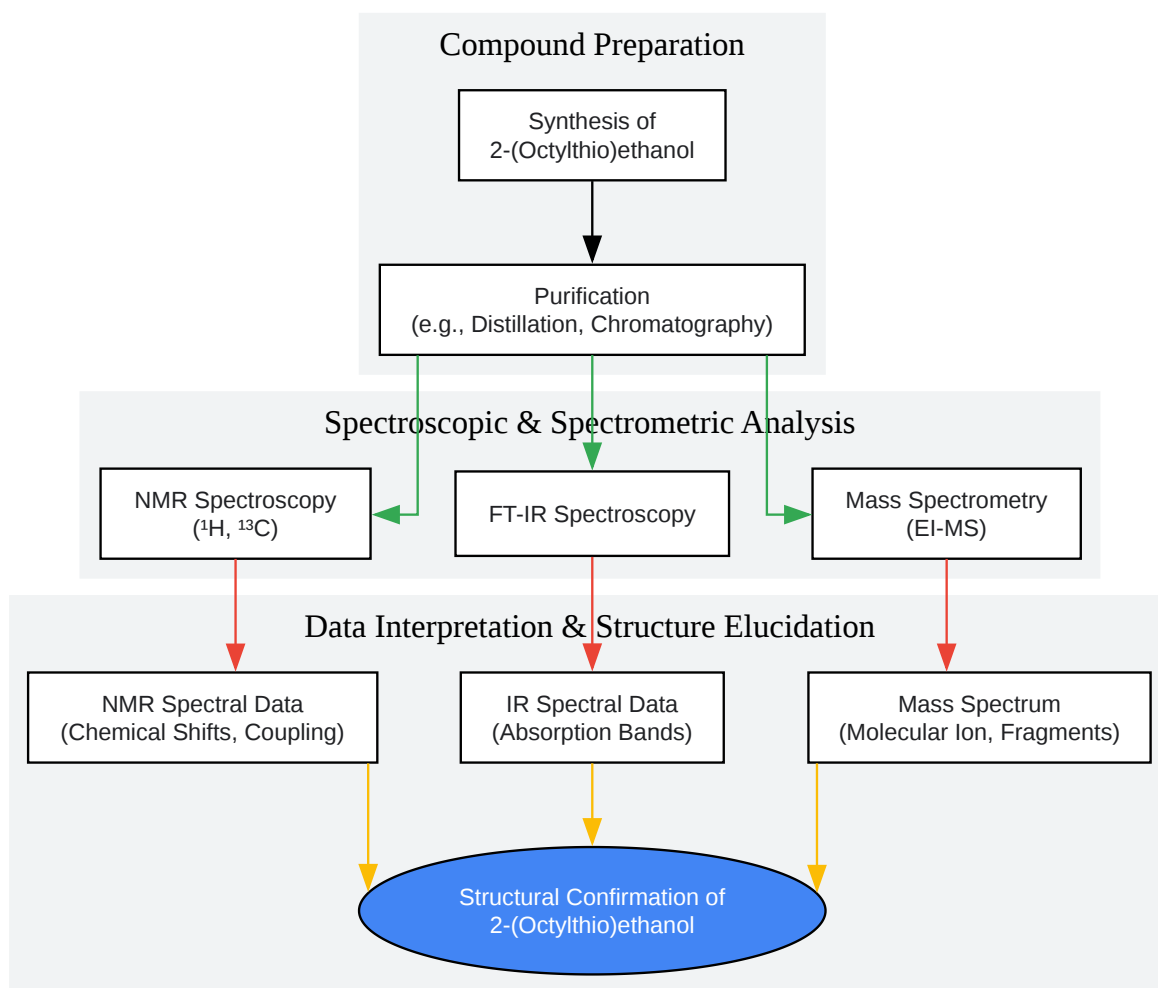 Compound Preparation
Synthesis of
2-(Octylthio)ethanol
Purification
(e.g., Distillation, Chromatography)
Spectroscopic & Spectrometric Analysis
NMR Spectroscopy
(¹H, ¹³C)
FT-IR Spectroscopy
Mass Spectrometry
(EI-MS)
Data Interpretation & Structure Elucidation
NMR Spectral Data
(Chemical Shifts, Coupling)
IR Spectral Data
(Absorption Bands)
Mass Spectrum
(Molecular Ion, Fragments)
Structural Confirmation of
2-(Octylthio)ethanol